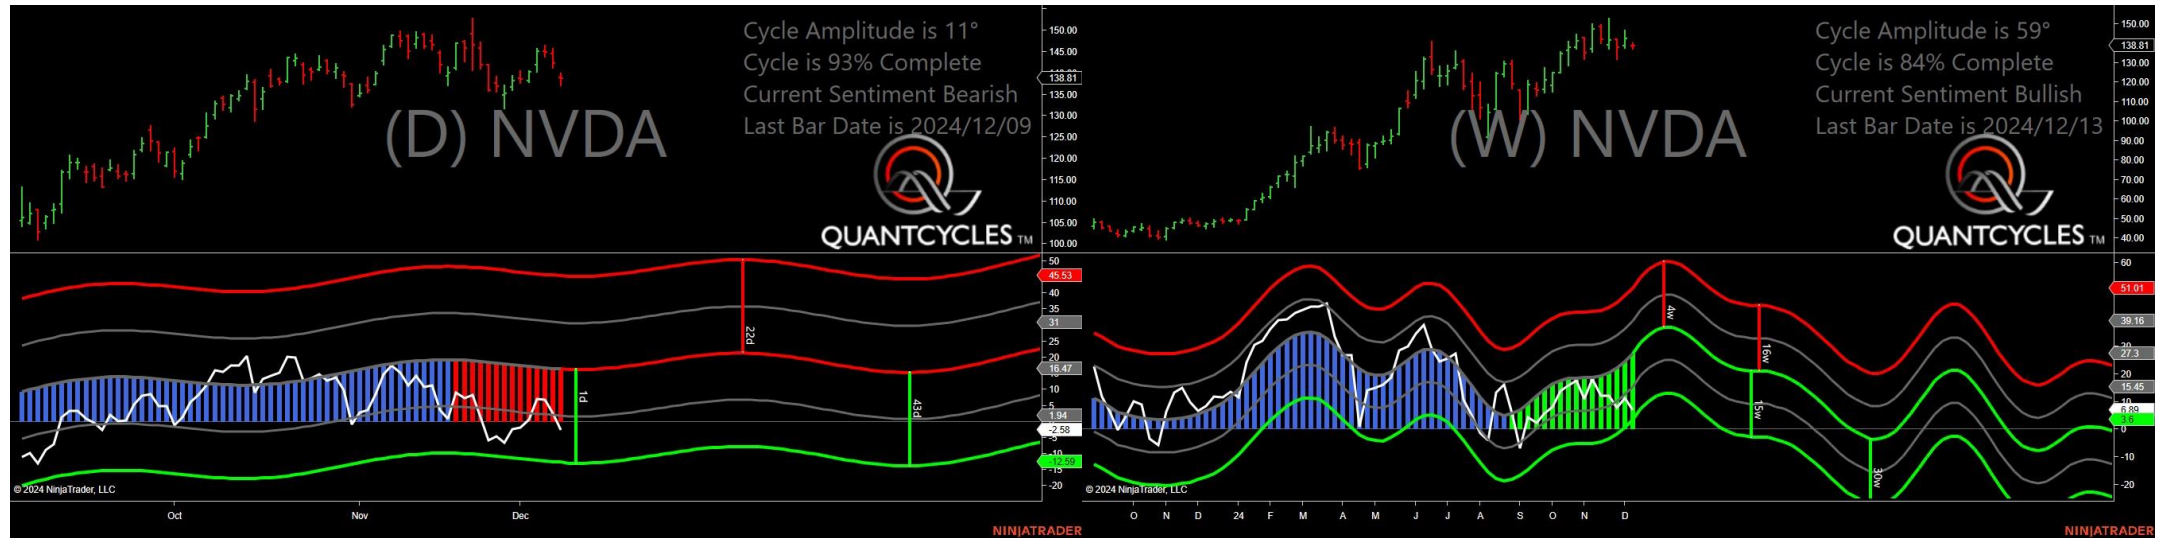 Cycle Amplitude is 11°
Cycle is 93% Complete
Current Sentiment Bearish
Last Bar Date is 2024/12/09
(D) NVDA
QUANTCYCLES TM
150.00
145.00
138.81
135.00
130.00
125.00
120.00
115.00
110.00
105.00
100.00
50
45.53
40
35
31
25
20
16.47
10
5
1.94
-2.58
-5
-10
-12.59
-15
-20
22d
1d
43d
© 2024 NinjaTrader, LLC
Oct
Nov
Dec
NINJATRADER
Cycle Amplitude is 59°
Cycle is 84% Complete
Current Sentiment Bullish
Last Bar Date is 2024/12/13
(W) NVDA
QUANTCYCLES TM
150.00
138.81
130.00
120.00
110.00
100.00
90.00
80.00
70.00
60.00
50.00
40.00
60
51.01
39.16
30
27.3
20
15.45
10
6.89
3.6
0
-10
-20
4w
16w
15w
30w
© 2024 NinjaTrader, LLC
O N D 24 F M A M J J A S O N D
NINJATRADER